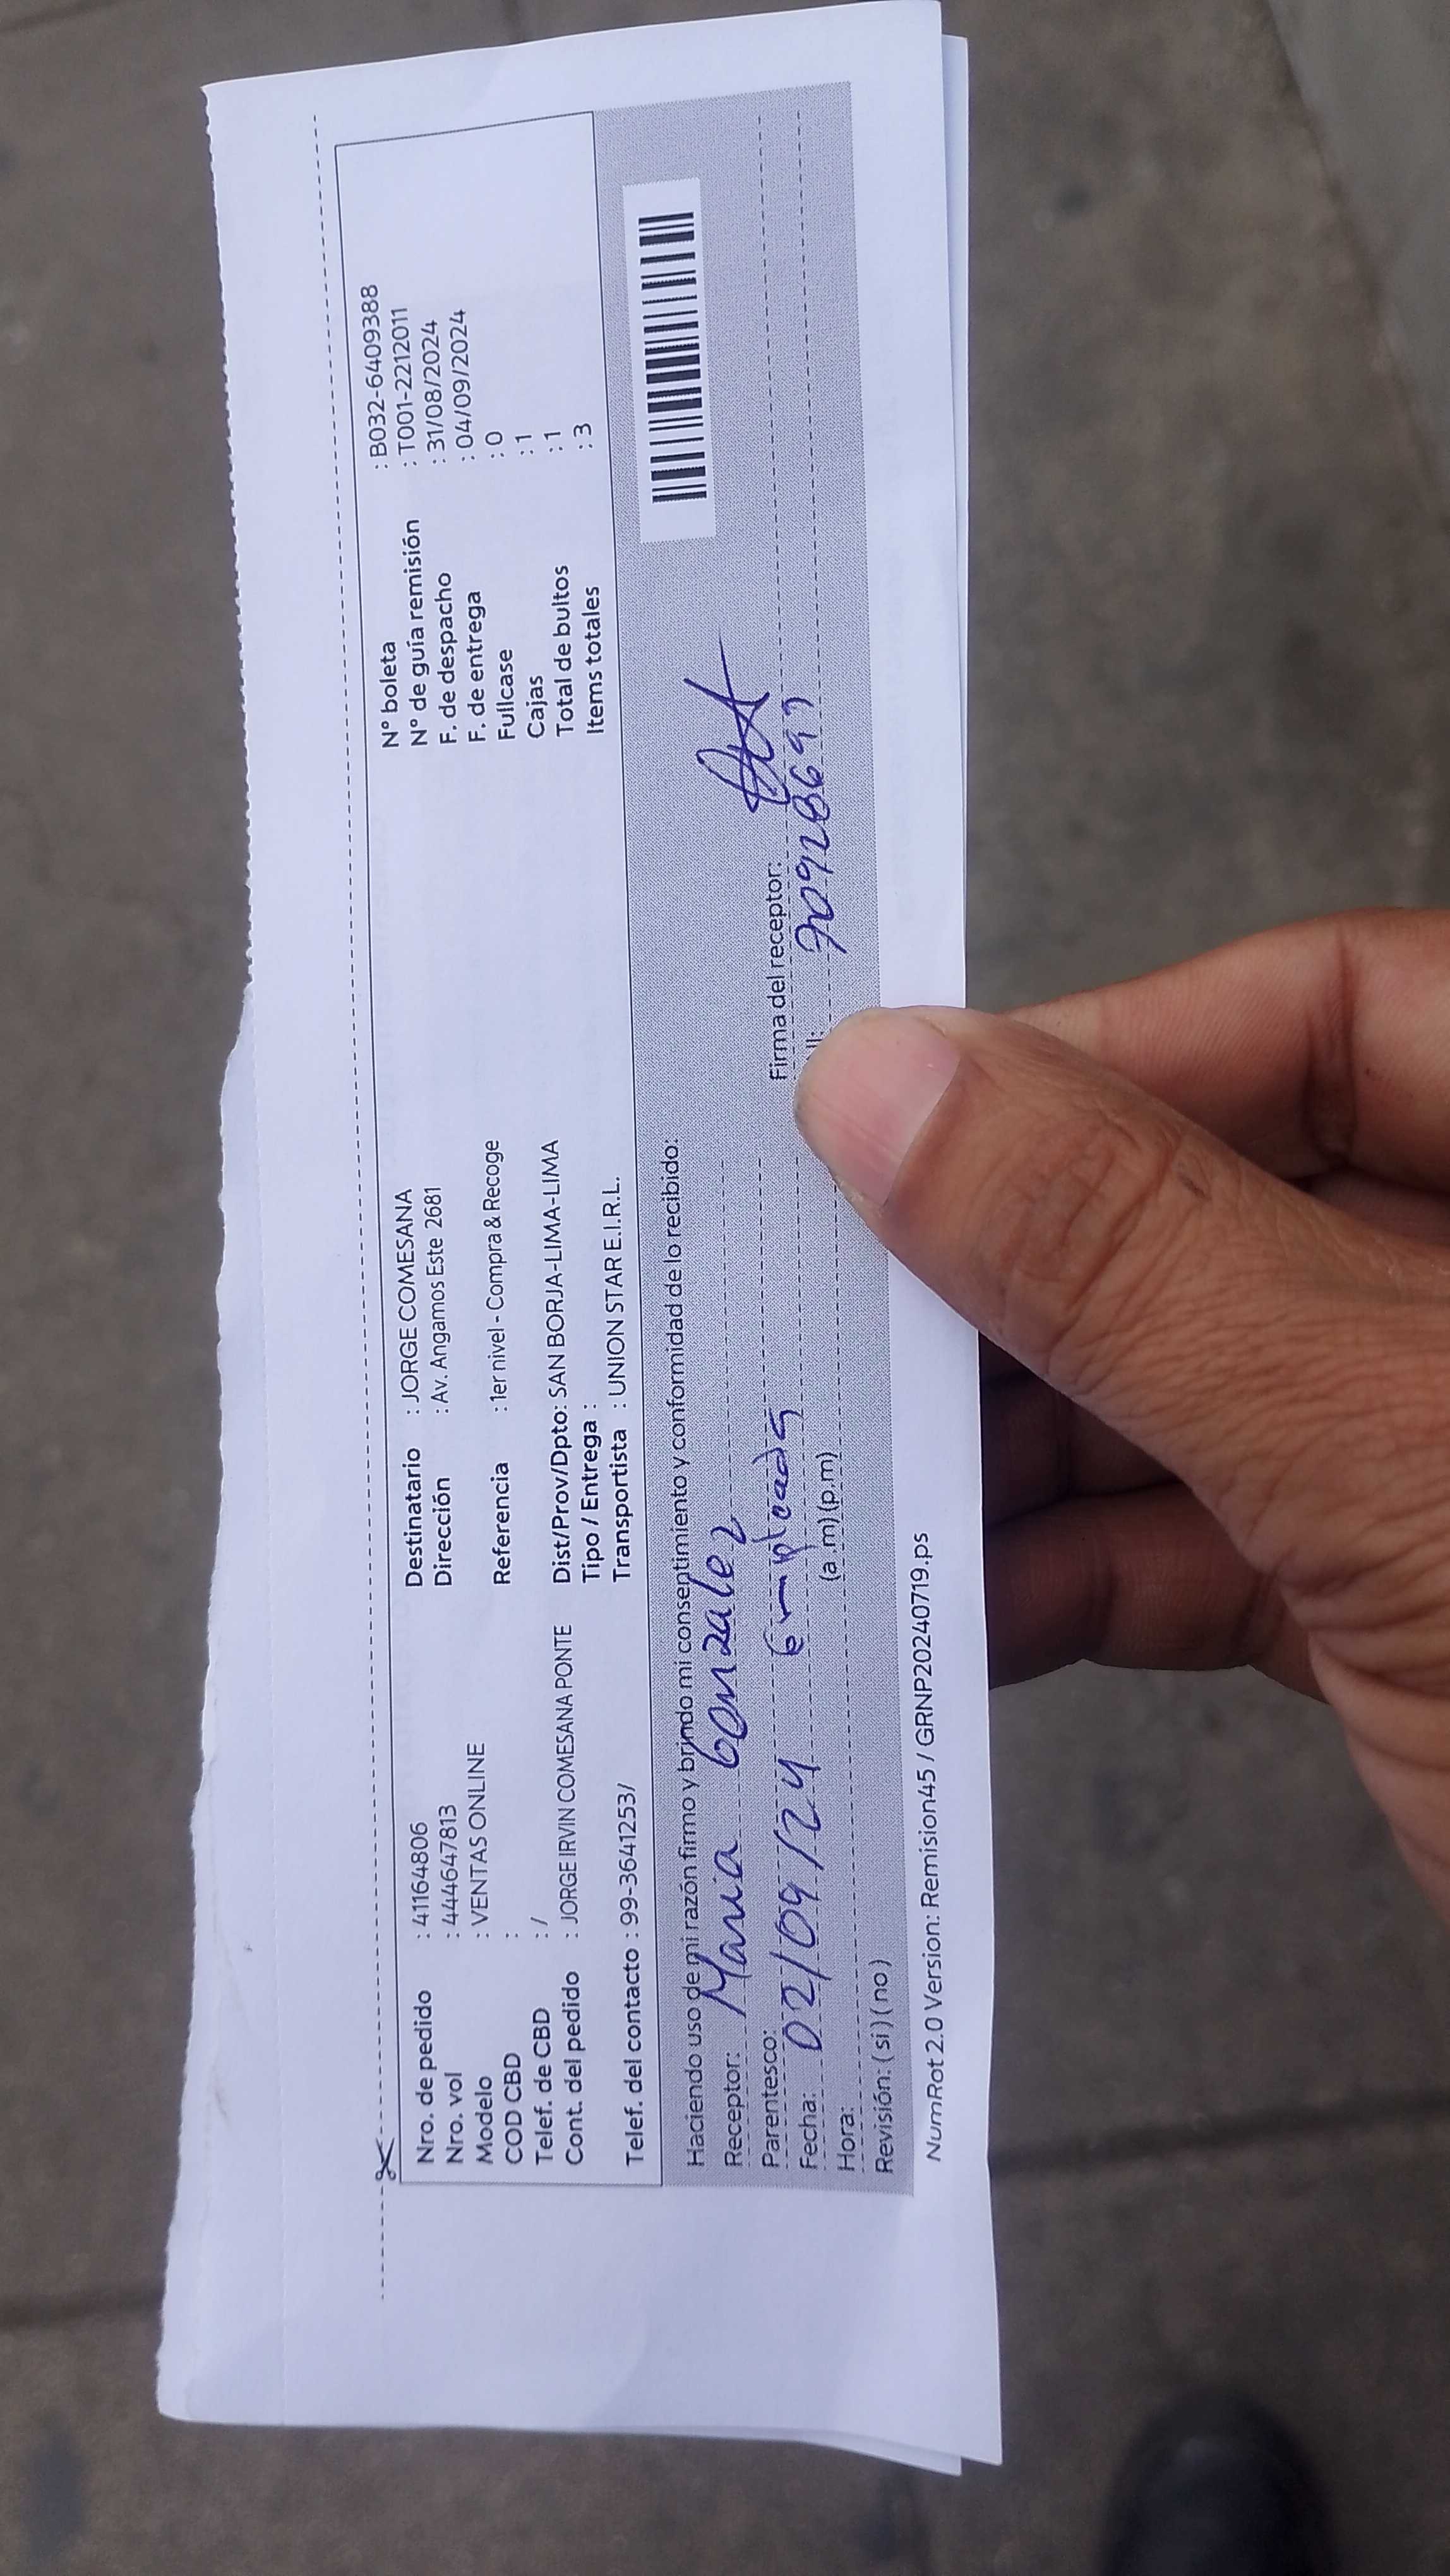 Nro. de pedido : 41164806 Destinatario : JORGE COMESANA N° boleta : B032-6409388
Nro. vol : 444647813 Dirección : Av. Angamos Este 2681 N° de guía remisión : T001-2212011
Modelo : VENTAS ONLINE F. de despacho : 31/08/2024
COD CBD : Referencia : 1er nivel - Compra & Recoge F. de entrega : 04/09/2024
Telef. de CBD : / Fullcase : 0
Cont. del pedido : JORGE IRVIN COMESANA PONTE Dist/Prov/Dpto: SAN BORJA-LIMA-LIMA Cajas : 1
Tipo / Entrega : Total de bultos : 1
Telef. del contacto : 99-3641253/ Transportista : UNION STAR E.I.R.L. Items totales : 3
Haciendo uso de mi razón firmo y brindo mi conseptimiento y conformidad de lo recibido:
Receptor: Maria Gonzalez
Parentesco: Empleada Firma del receptor:
Fecha: 02/09/24
Hora: (a.m)(p.m)
Revisión: ( si ) ( no )
NumRot 2.0 Version: Remision45 / GRNP20240719.ps